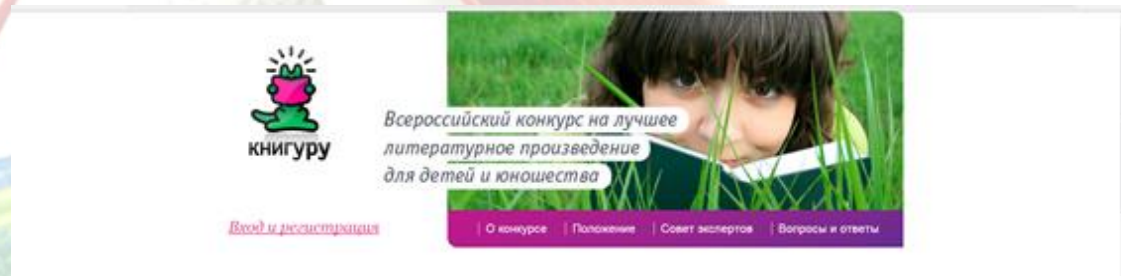 книгуру
Всероссийский конкурс на лучшее
литературное произведение
для детей и юношества
Вход и регистрация
О конкурсе
Положение
Совет экспертов
Вопросы и ответы